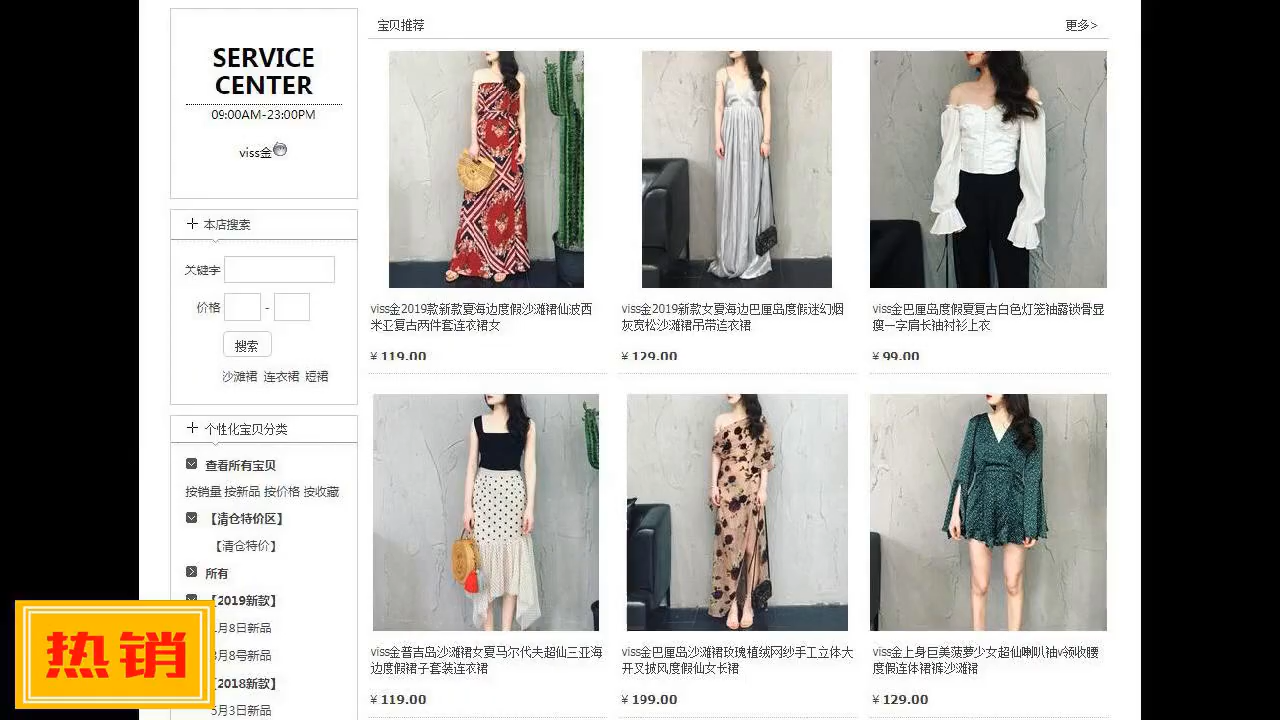 SERVICE
CENTER
09:00AM-23:00PM
viss金
本店搜索
关键字
价格
-
搜索
沙滩裙 连衣裙 短裙
个性化宝贝分类
查看所有宝贝
按销量 按新品 按价格 按收藏
【清仓特价区】
【清仓特价】
所有
【2019新款】
月8日新品
月8号新品
【2018新款】
5月3日新品
热销
宝贝推荐
更多>
viss金2019款新款夏海边度假沙滩裙仙波西
米亚复古两件套连衣裙女
¥ 119.00
viss金2019新款女夏海边巴厘岛度假迷幻烟
灰宽松沙滩裙吊带连衣裙
¥ 129.00
viss金巴厘岛度假夏夏古白色灯笼袖露锁骨显
瘦一字肩长袖衬衫上衣
¥ 99.00
viss金普吉岛沙滩裙女夏马尔代夫超仙三亚海
边度假裙子套装连衣裙
¥ 119.00
viss金巴厘岛沙滩裙玫瑰植绒网纱手工立体大
开叉披风度假仙女长裙
¥ 199.00
viss金上身巨美菠萝少女超仙喇叭袖v领收腰
度假连体裙裤沙滩裙
¥ 129.00